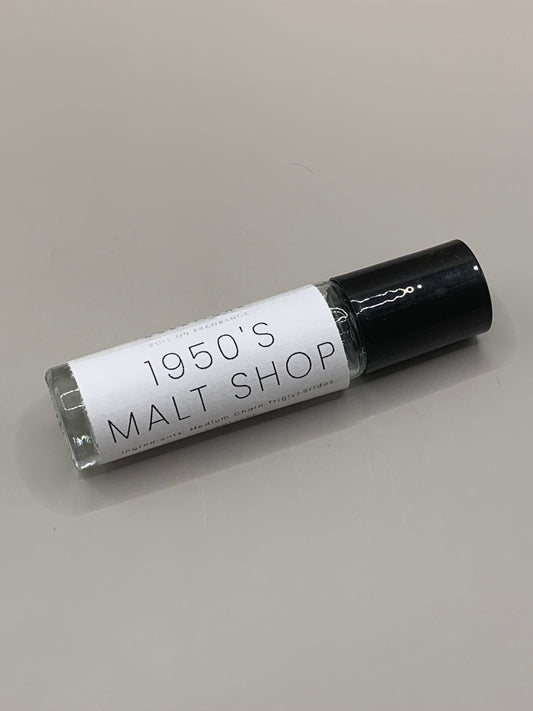 ROLL ON FRAGRANCE
1950'S
MALT SHOP
Ingredients: Medium Chain Triglycerides,